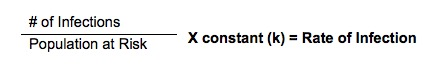 # of Infections
Population at Risk
X constant (k) = Rate of Infection